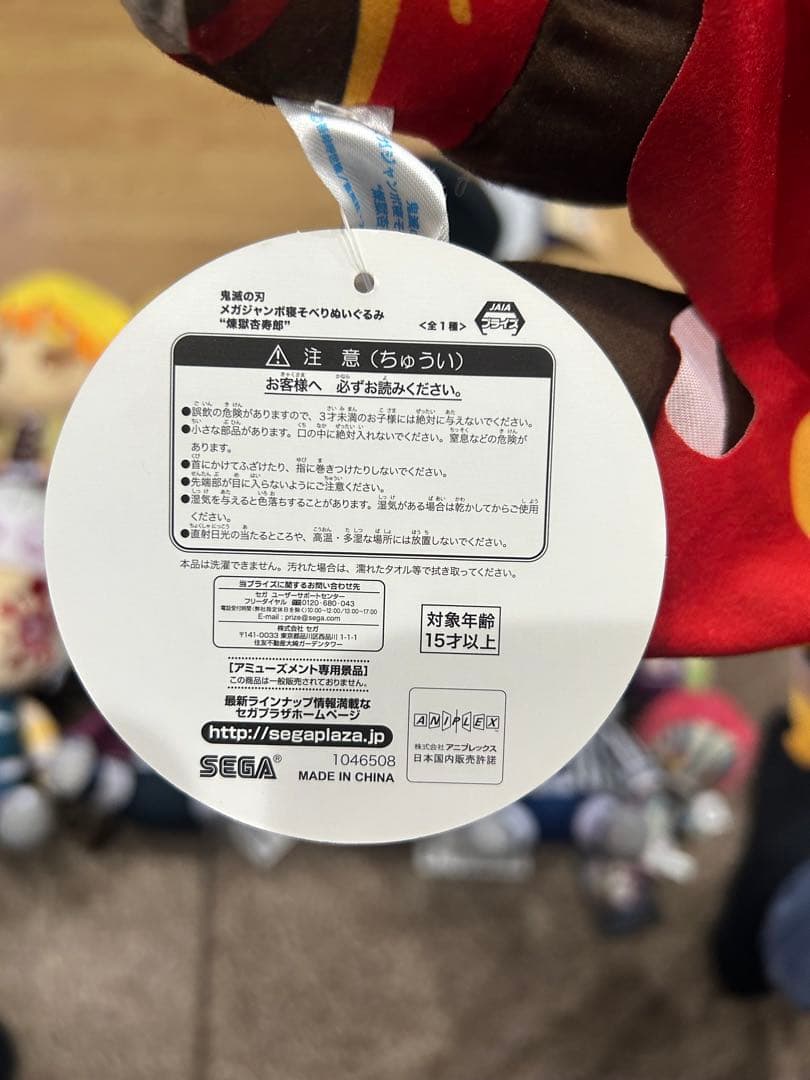 鬼滅の刃
メガジャンボ寝そべりぬいぐるみ
“煉獄杏寿郎”
<全1種>
JAIA
プライズ
注 意(ちゅうい)
お客様へ 必ずお読みください。
●誤飲の危険がありますので、3才未満のお子様には絶対に与えないでください。
●小さな部品があります。口の中に絶対入れないでください。窒息などの危険が
あります。
●首にかけてふざけたり、指に巻きつけたりしないでください。
●先端部が目に入らないようにご注意ください。
●湿気を与えると色落ちすることがあります。湿気がある場合は乾かしてからご使用
ください。
●直射日光の当たるところや、高温・多湿な場所には放置しないでください。
本品は洗濯できません。汚れた場合は、濡れたタオル等で拭き取ってください。
当プライズに関するお問い合わせ先
セガ ユーザーサポートセンター
フリーダイヤル 0120-680-043
電話受付時間(弊社指定休日を除く)10:00~12:00/13:00~17:00
E-mail : prize@sega.com
株式会社 セガ
〒141-0033 東京都品川区西品川 1-1-1
住友不動産大崎ガーデンタワー
対象年齢
15才以上
[アミューズメント専用景品]
この商品は一般販売されておりません。
最新ラインナップ情報満載な
セガプラザホームページ
http://segaplaza.jp
SEGA®
1046508
MADE IN CHINA
ANIPLEX
株式会社 アニプレックス
日本国内販売許諾